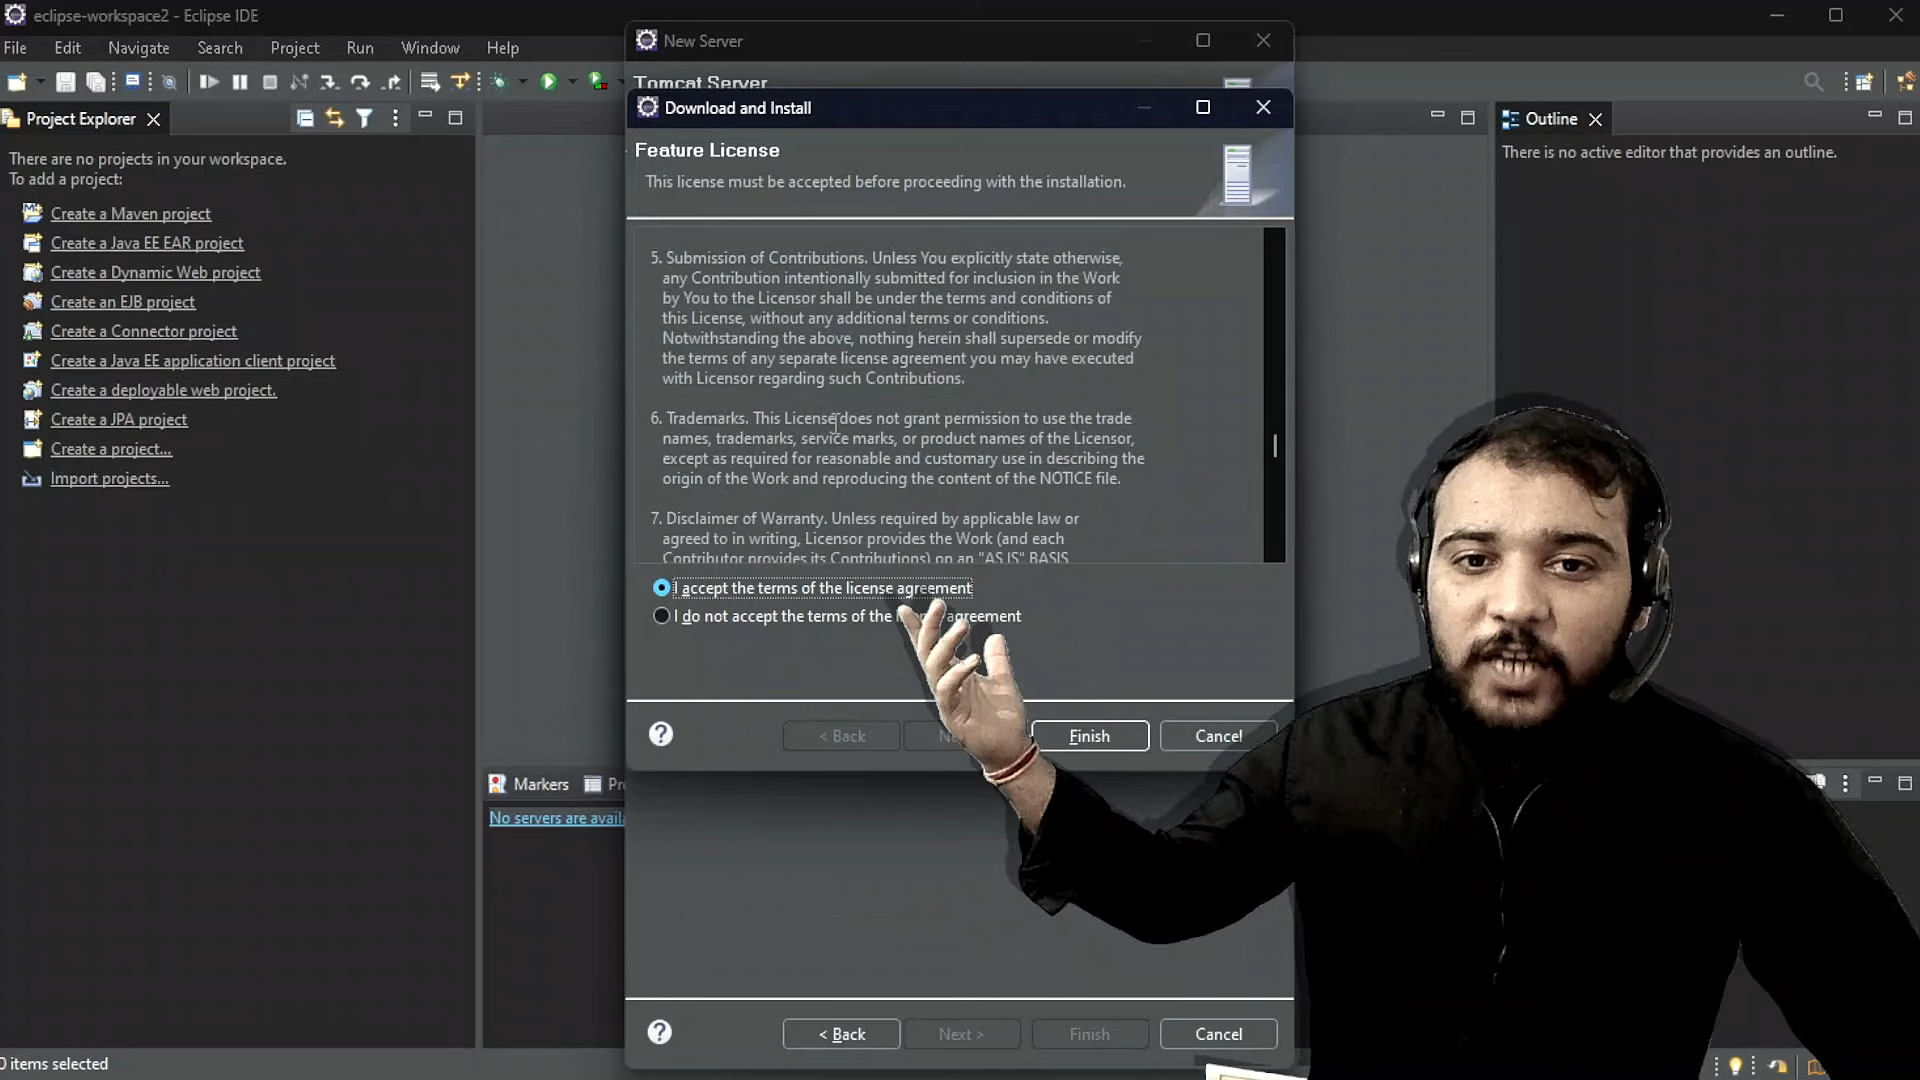 eclipse-workspace2 - Eclipse IDE
File Edit Navigate Search Project Run Window Help
Project Explorer
There are no projects in your workspace.
To add a project:
Create a Maven project
Create a Java EE EAR project
Create a Dynamic Web project
Create an EJB project
Create a Connector project
Create a Java EE application client project
Create a deployable web project.
Create a JPA project
Create a project...
Import projects...
New Server
Tomcat Server
Download and Install
Feature License
This license must be accepted before proceeding with the installation.
5. Submission of Contributions. Unless You explicitly state otherwise,
any Contribution intentionally submitted for inclusion in the Work
by You to the Licensor shall be under the terms and conditions of
this License, without any additional terms or conditions.
Notwithstanding the above, nothing herein shall supersede or modify
the terms of any separate license agreement you may have executed
with Licensor regarding such Contributions.
6. Trademarks. This License does not grant permission to use the trade
names, trademarks, service marks, or product names of the Licensor,
except as required for reasonable and customary use in describing the
origin of the Work and reproducing the content of the NOTICE file.
7. Disclaimer of Warranty. Unless required by applicable law or
agreed to in writing, Licensor provides the Work (and each
Contributor provides its Contributions) on an "AS IS" BASIS
I accept the terms of the license agreement
I do not accept the terms of the agreement
? < Back Finish Cancel
Outline
There is no active editor that provides an outline.
Markers
No servers are
? < Back Next > Finish Cancel
0 items selected